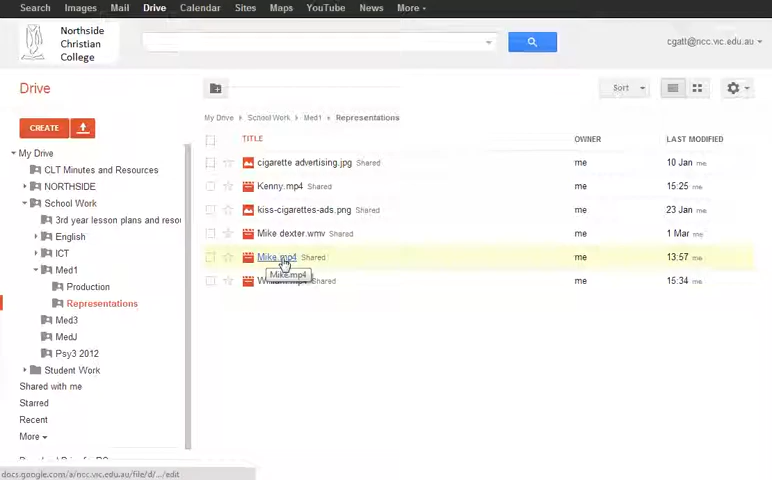 Search Images Mail Drive Calendar Sites Maps YouTube News More
Northside
Christian
College
cgatt@ncc.vic.edu.au
Drive
Sort
My Drive School Work Med1 Representations
CREATE
TITLE OWNER LAST MODIFIED
My Drive
CLT Minutes and Resources
NORTHSIDE
School Work
3rd year lesson plans and resou
English
ICT
Med1
Production
Representations
Med3
MedJ
Psy3 2012
Student Work
Shared with me
Starred
Recent
More
cigarette advertising.jpg Shared me 10 Jan me
Kenny.mp4 Shared me 15:25 me
kiss-cigarettes-ads.png Shared me 23 Jan me
Mike dexter.wmv Shared me 1 Mar me
Mike.mp4 Shared me 13:57 me
Mike.mp4
Shared me 15:34 me
docs.google.com/a/ncc.vic.edu.au/file/d/.../edit